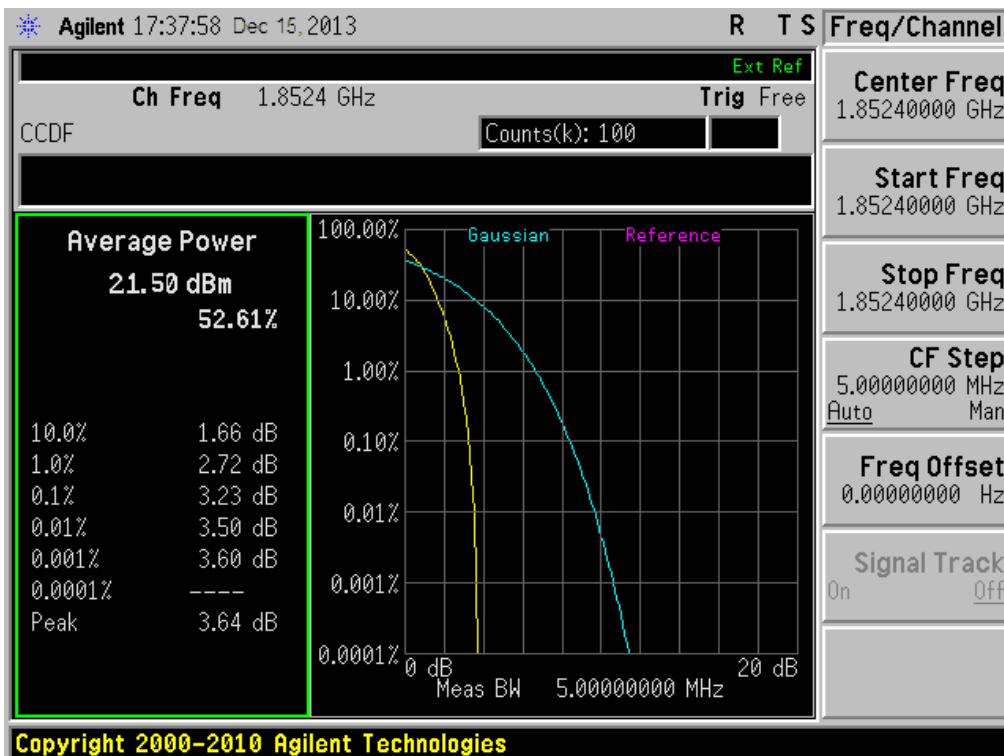 Agilent 17:37:58 Dec 15, 2013 R T S
Ext Ref
Ch Freq 1.8524 GHz Trig Free
CCDF Counts(k): 100
Average Power
21.50 dBm
52.61%
10.0% 1.66 dB
1.0% 2.72 dB
0.1% 3.23 dB
0.01% 3.50 dB
0.001% 3.60 dB
0.0001% ----
Peak 3.64 dB
Gaussian Reference
100.00%
10.00%
1.00%
0.10%
0.01%
0.001%
0.0001%
0 dB 20 dB
Meas BW 5.00000000 MHz
Freq/Channel
Center Freq
1.85240000 GHz
Start Freq
1.85240000 GHz
Stop Freq
1.85240000 GHz
CF Step
5.00000000 MHz
Auto Man
Freq Offset
0.00000000 Hz
Signal Track
On Off
Copyright 2000-2010 Agilent Technologies